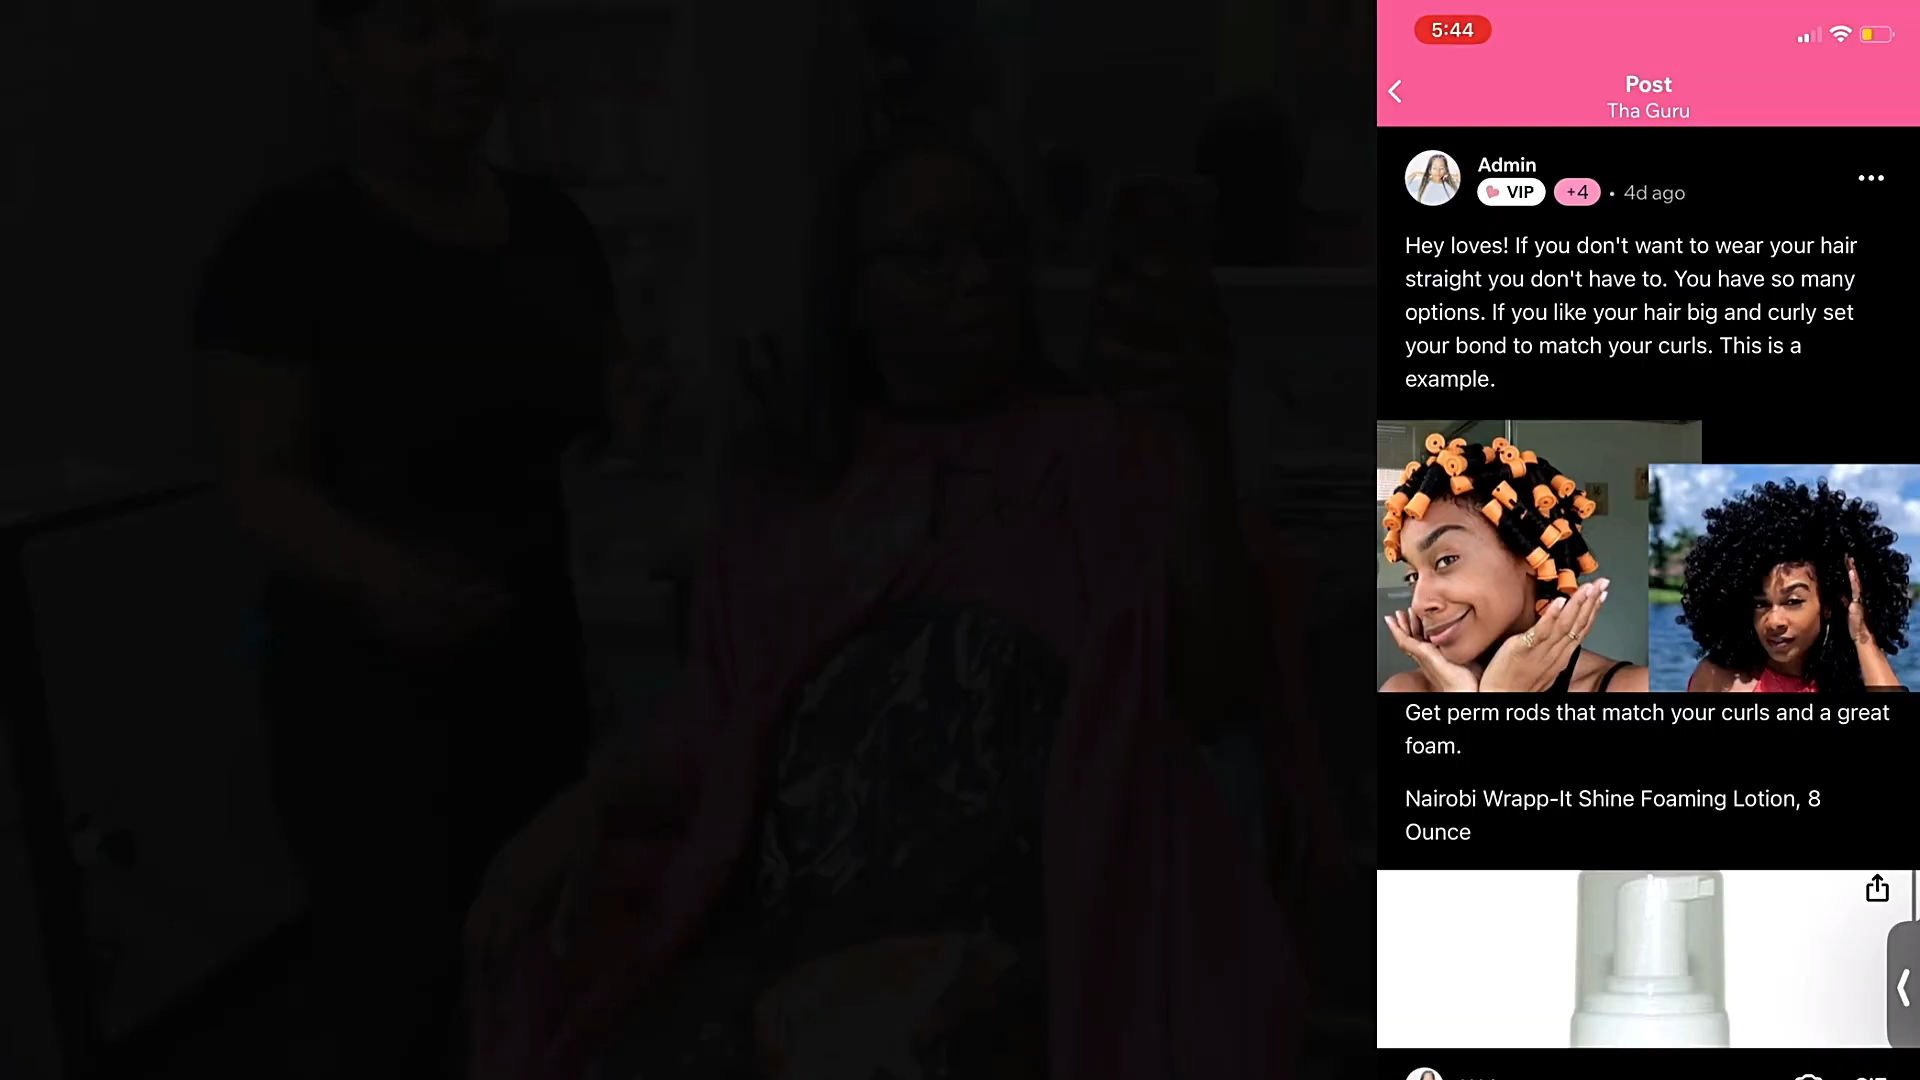 5:44
Post
Tha Guru
Admin
VIP
+4
• 4d ago
Hey loves! If you don't want to wear your hair
straight you don't have to. You have so many
options. If you like your hair big and curly set
your bond to match your curls. This is a
example.
Get perm rods that match your curls and a great
foam.
Nairobi Wrapp-It Shine Foaming Lotion, 8
Ounce